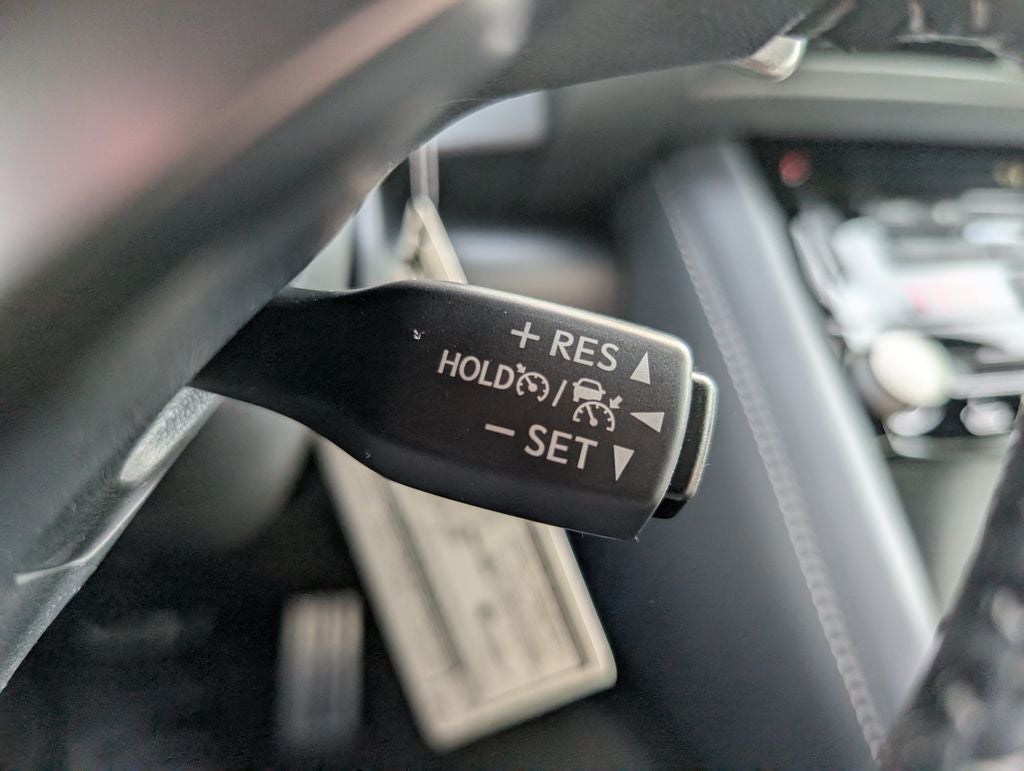 + RES
HOLD /
- SET